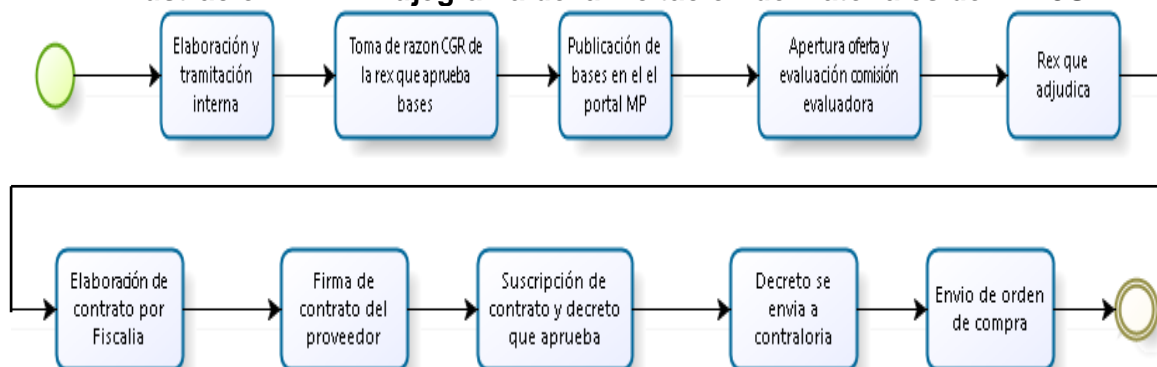 Elaboración y
tramitación
interna
Toma de razon CGR de
la rex que aprueba
bases
Publicación de
bases en el el
portal MP
Apertura oferta y
evaluación comisión
evaluadora
Rex que
adjudica
Elaboración de
contrato por
Fiscalia
Firma de
contrato del
proveedor
Suscripción de
contrato y decreto
que aprueba
Decreto se
envia a
contraloria
Envio de orden
de compra